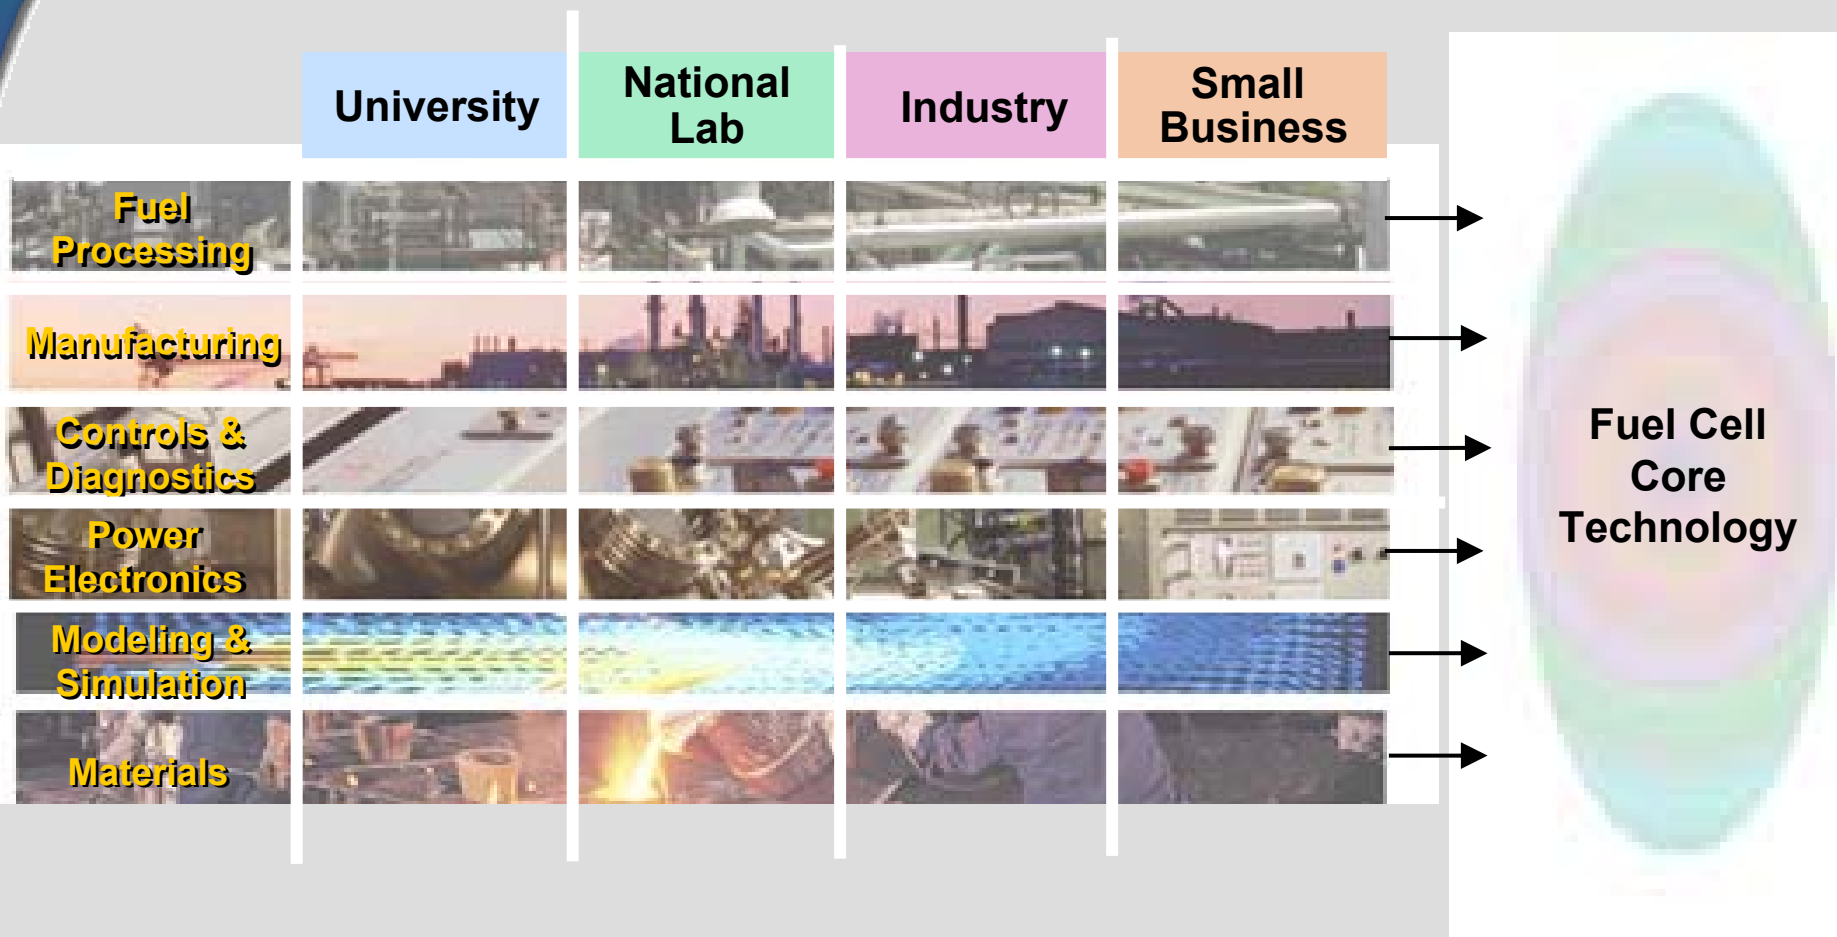 University
National
Lab
Industry
Small
Business
Fuel
Processing
Manufacturing
Controls &
Diagnostics
Power
Electronics
Modeling &
Simulation
Materials
Fuel Cell
Core
Technology